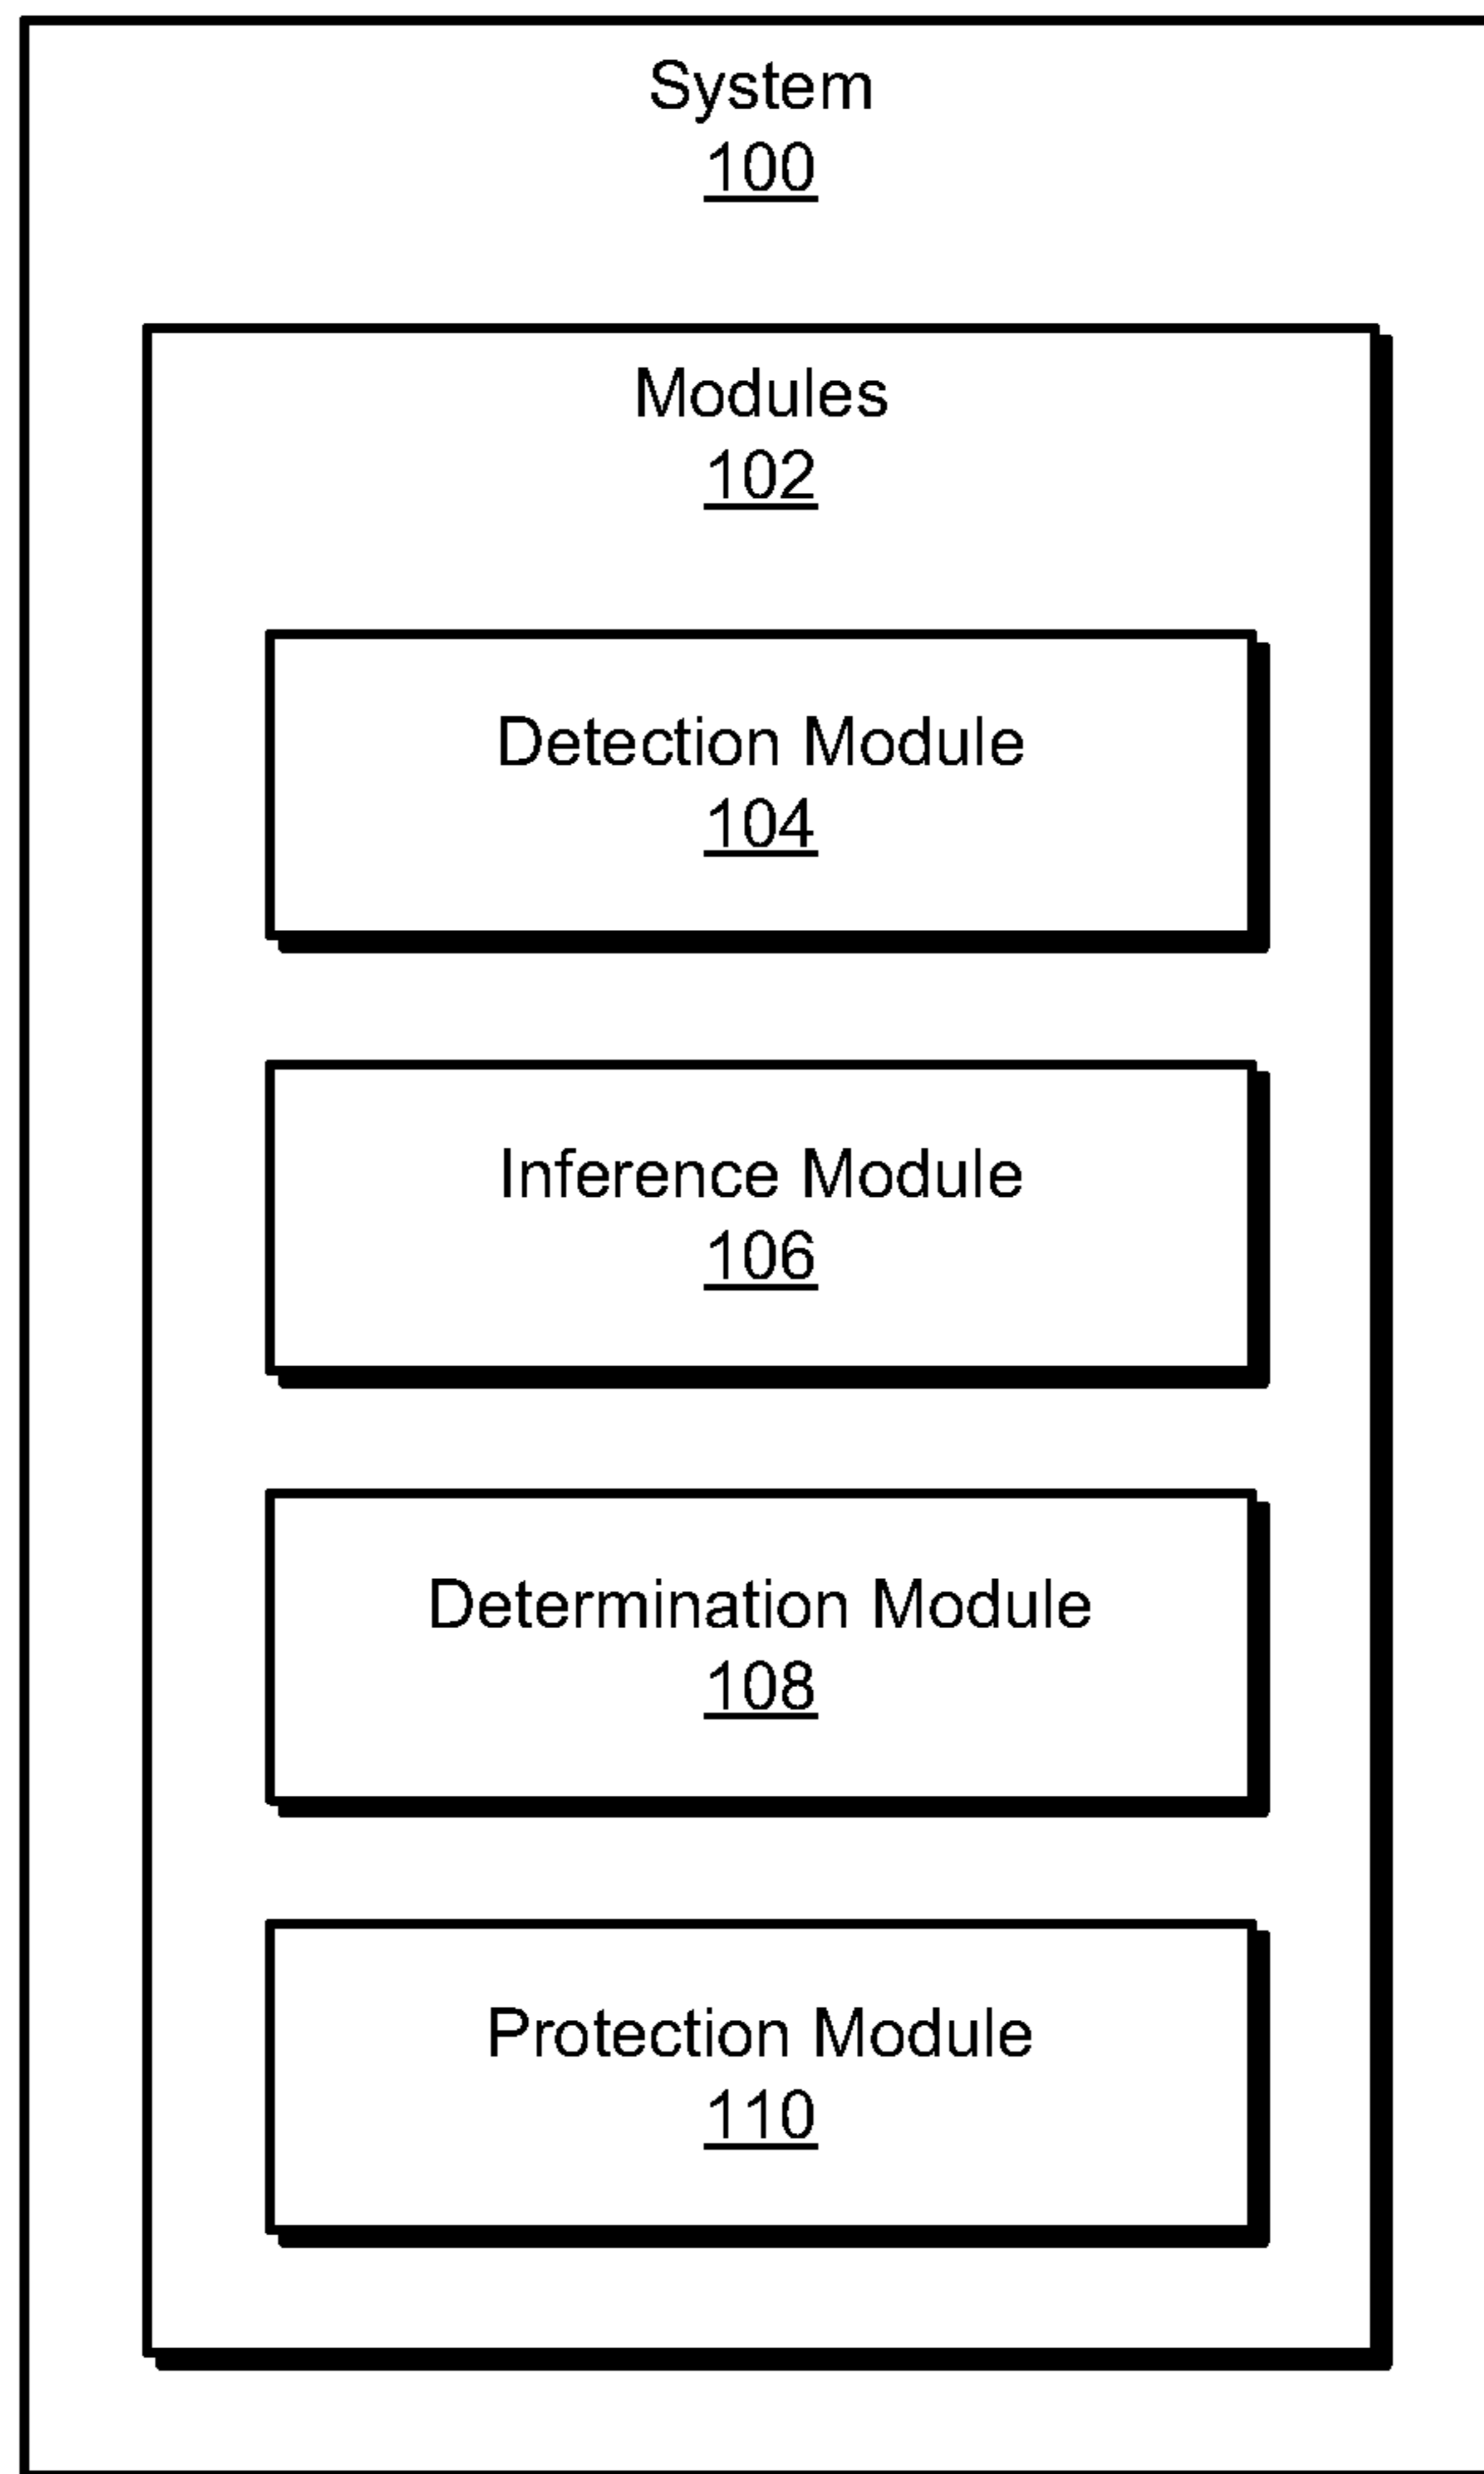 System
100
Modules
102
Detection Module
104
Inference Module
106
Determination Module
108
Protection Module
110